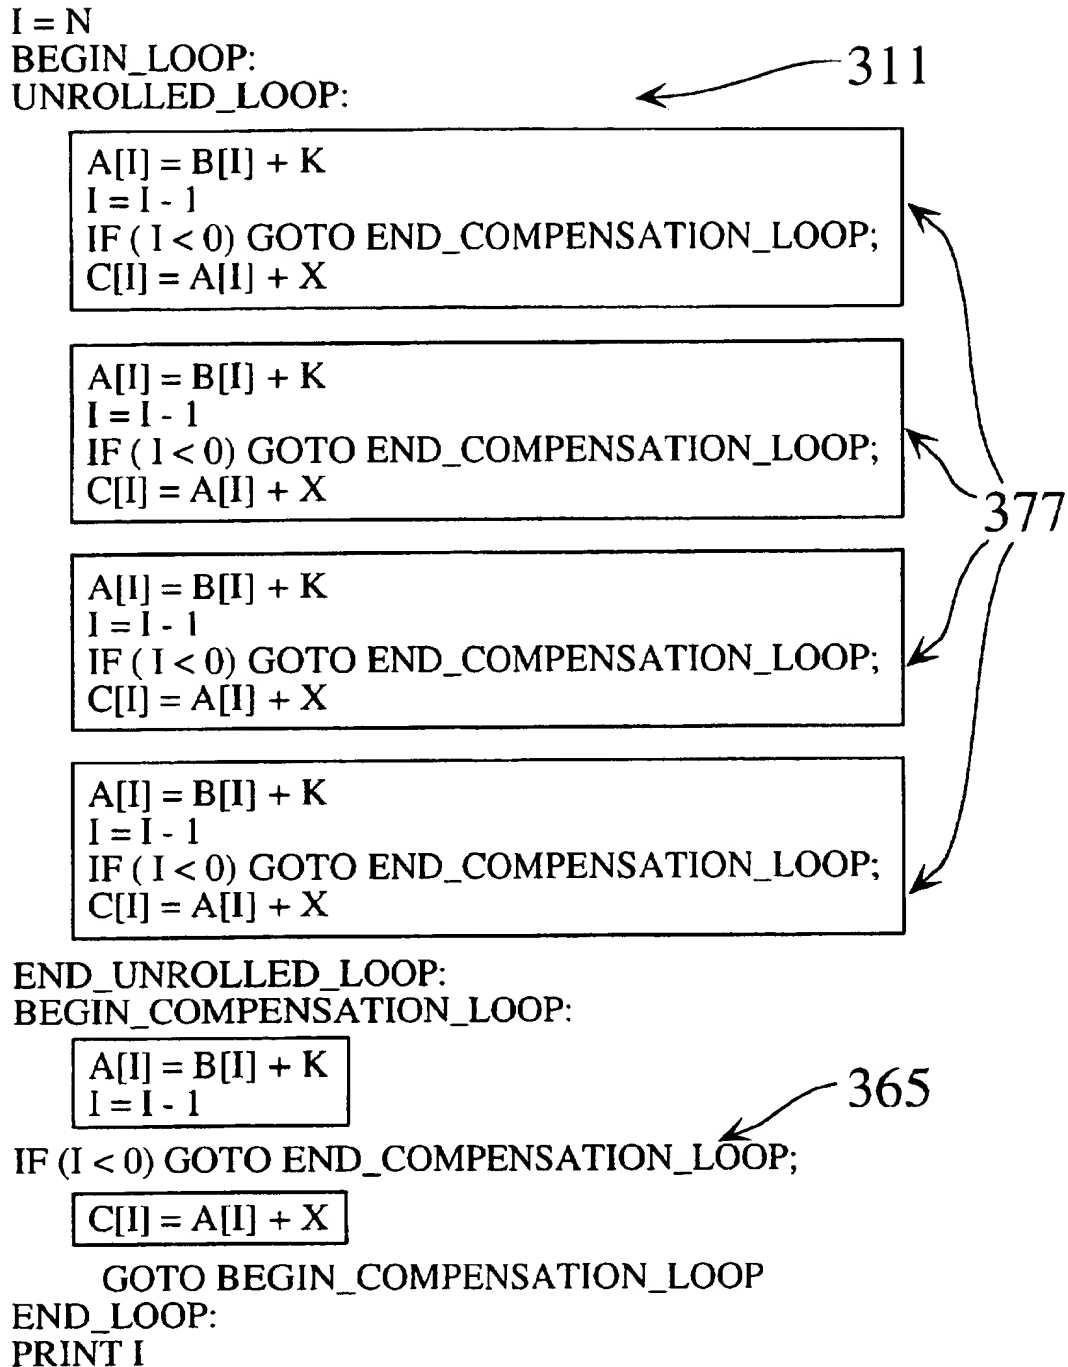 I = N
BEGIN_LOOP:
UNROLLED_LOOP:
311
A[I] = B[I] + K
I = I - 1
IF ( I < 0) GOTO END_COMPENSATION_LOOP;
C[I] = A[I] + X
A[I] = B[I] + K
I = I - 1
IF ( I < 0) GOTO END_COMPENSATION_LOOP;
C[I] = A[I] + X
377
A[I] = B[I] + K
I = I - 1
IF ( I < 0) GOTO END_COMPENSATION_LOOP;
C[I] = A[I] + X
A[I] = B[I] + K
I = I - 1
IF ( I < 0) GOTO END_COMPENSATION_LOOP;
C[I] = A[I] + X
END_UNROLLED_LOOP:
BEGIN_COMPENSATION_LOOP:
A[I] = B[I] + K
I = I - 1
365
IF (I < 0) GOTO END_COMPENSATION_LOOP;
C[I] = A[I] + X
GOTO BEGIN_COMPENSATION_LOOP
END_LOOP:
PRINT I